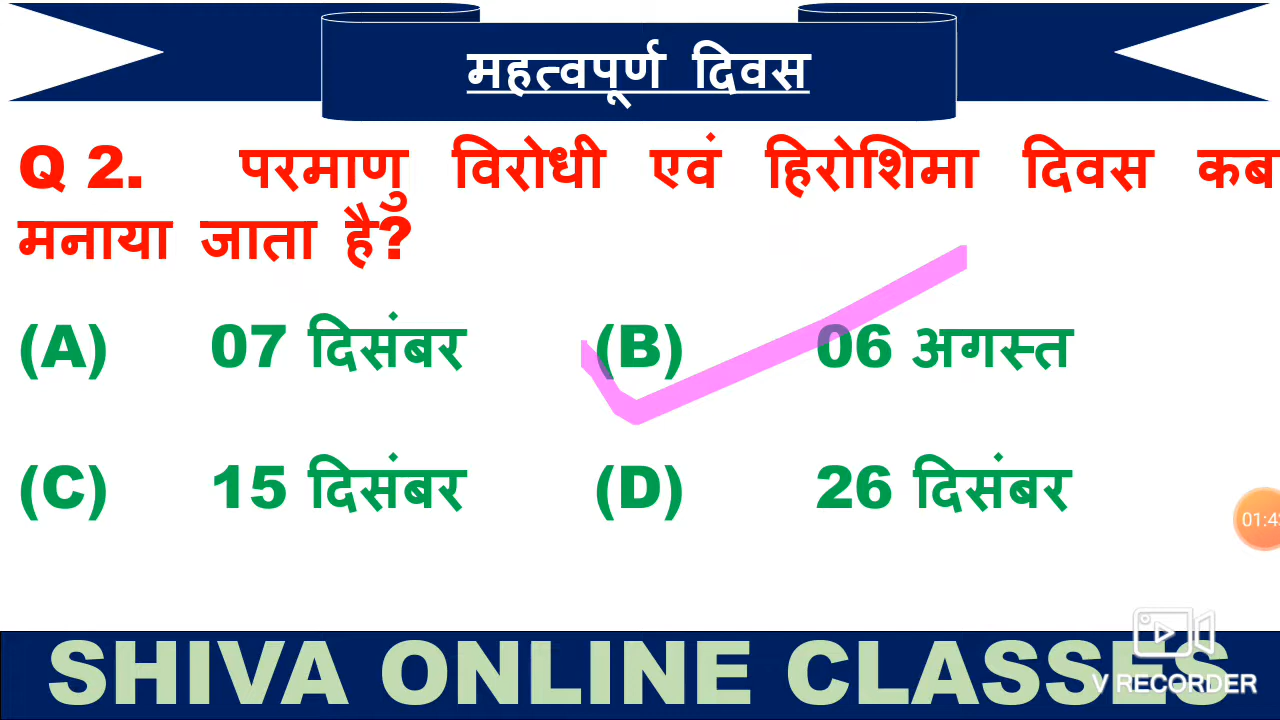 महत्वपूर्ण दिवस
Q 2. परमाणु विरोधी एवं हिरोशिमा दिवस कब
मनाया जाता है?
(A) 07 दिसंबर (B) 06 अगस्त
(C) 15 दिसंबर (D) 26 दिसंबर
SHIVA ONLINE CLASSES
V RECORDER